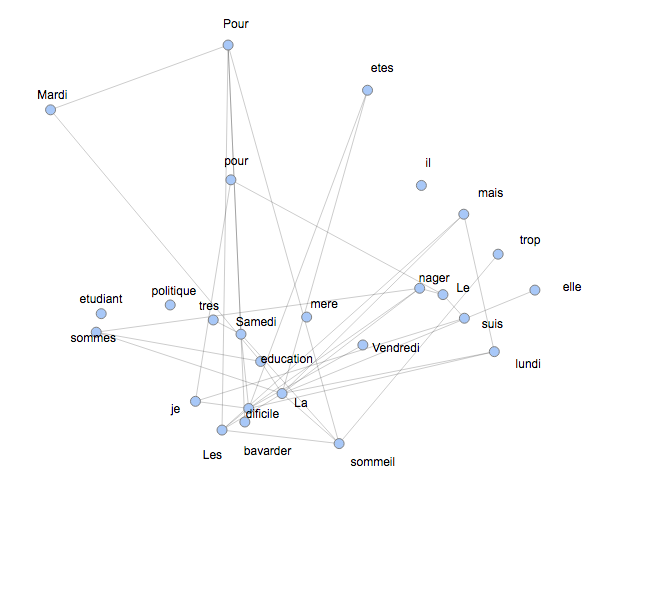 Pour
etes
Mardi
pour
il
mais
trop
nager
Le
elle
etudiant
politique
tres
mere
Samedi
suis
sommes
Vendredi
education
lundi
je
La
dificile
Les
bavarder
sommeil